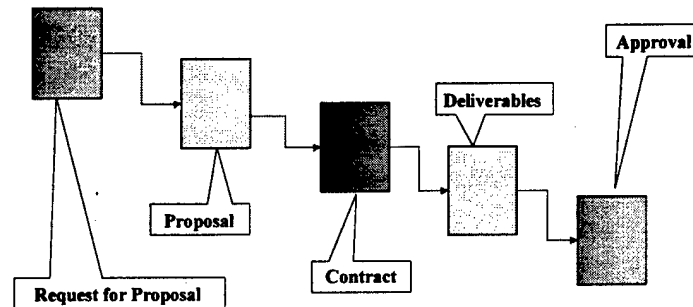 Approval
Deliverables
Proposal
Contract
Request for Proposal